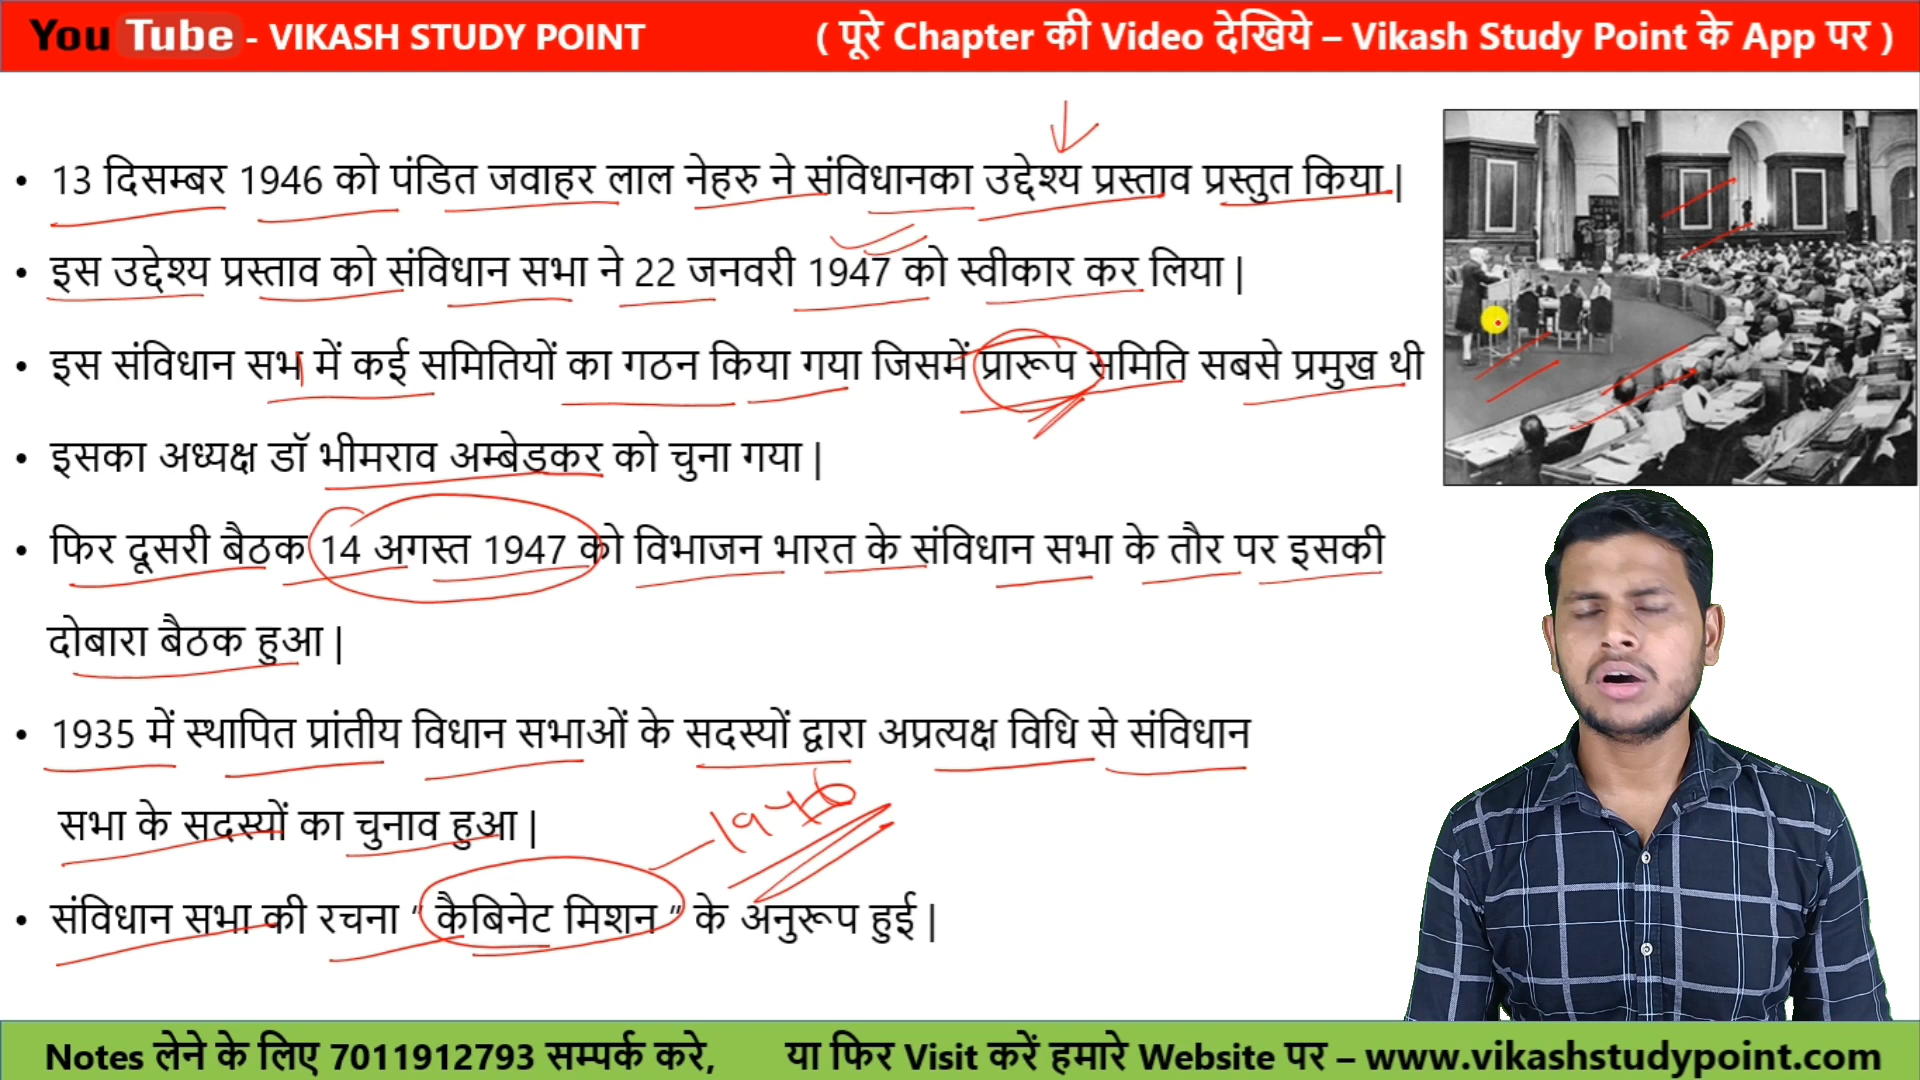 You Tube - VIKASH STUDY POINT ( पूरे Chapter की Video देखिये – Vikash Study Point के App पर )
• 13 दिसम्बर 1946 को पंडित जवाहर लाल नेहरु ने संविधानका उद्देश्य प्रस्ताव प्रस्तुत किया |
• इस उद्देश्य प्रस्ताव को संविधान सभा ने 22 जनवरी 1947 को स्वीकार कर लिया |
• इस संविधान सभ में कई समितियों का गठन किया गया जिसमें प्रारूप समिति सबसे प्रमुख थी
• इसका अध्यक्ष डॉ भीमराव अम्बेडकर को चुना गया |
• फिर दूसरी बैठक 14 अगस्त 1947 को विभाजन भारत के संविधान सभा के तौर पर इसकी
दोबारा बैठक हुआ |
• 1935 में स्थापित प्रांतीय विधान सभाओं के सदस्यों द्वारा अप्रत्यक्ष विधि से संविधान
सभा के सदस्यों का चुनाव हुआ |
1946
• संविधान सभा की रचना " कैबिनेट मिशन " के अनुरूप हुई |
Notes लेने के लिए 7011912793 सम्पर्क करे, या फिर Visit करें हमारे Website पर – www.vikashstudypoint.com